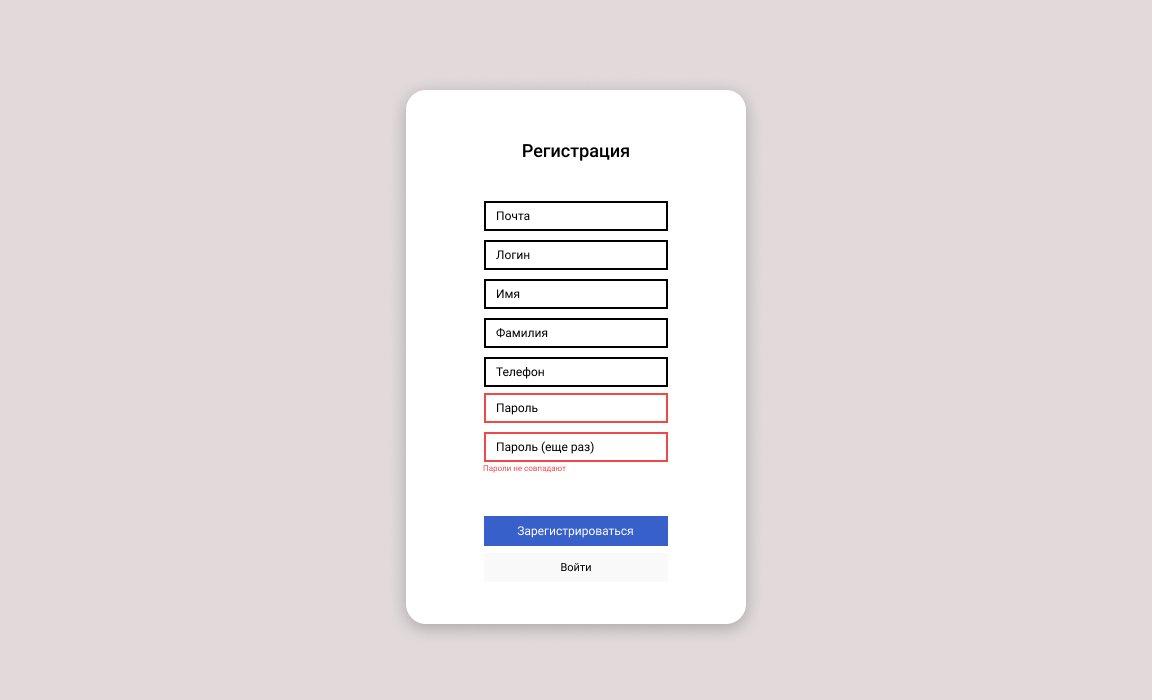 Регистрация
Почта
Логин
Имя
Фамилия
Телефон
Пароль
Пароль (еще раз)
Пароли не совпадают
Зарегистрироваться
Войти